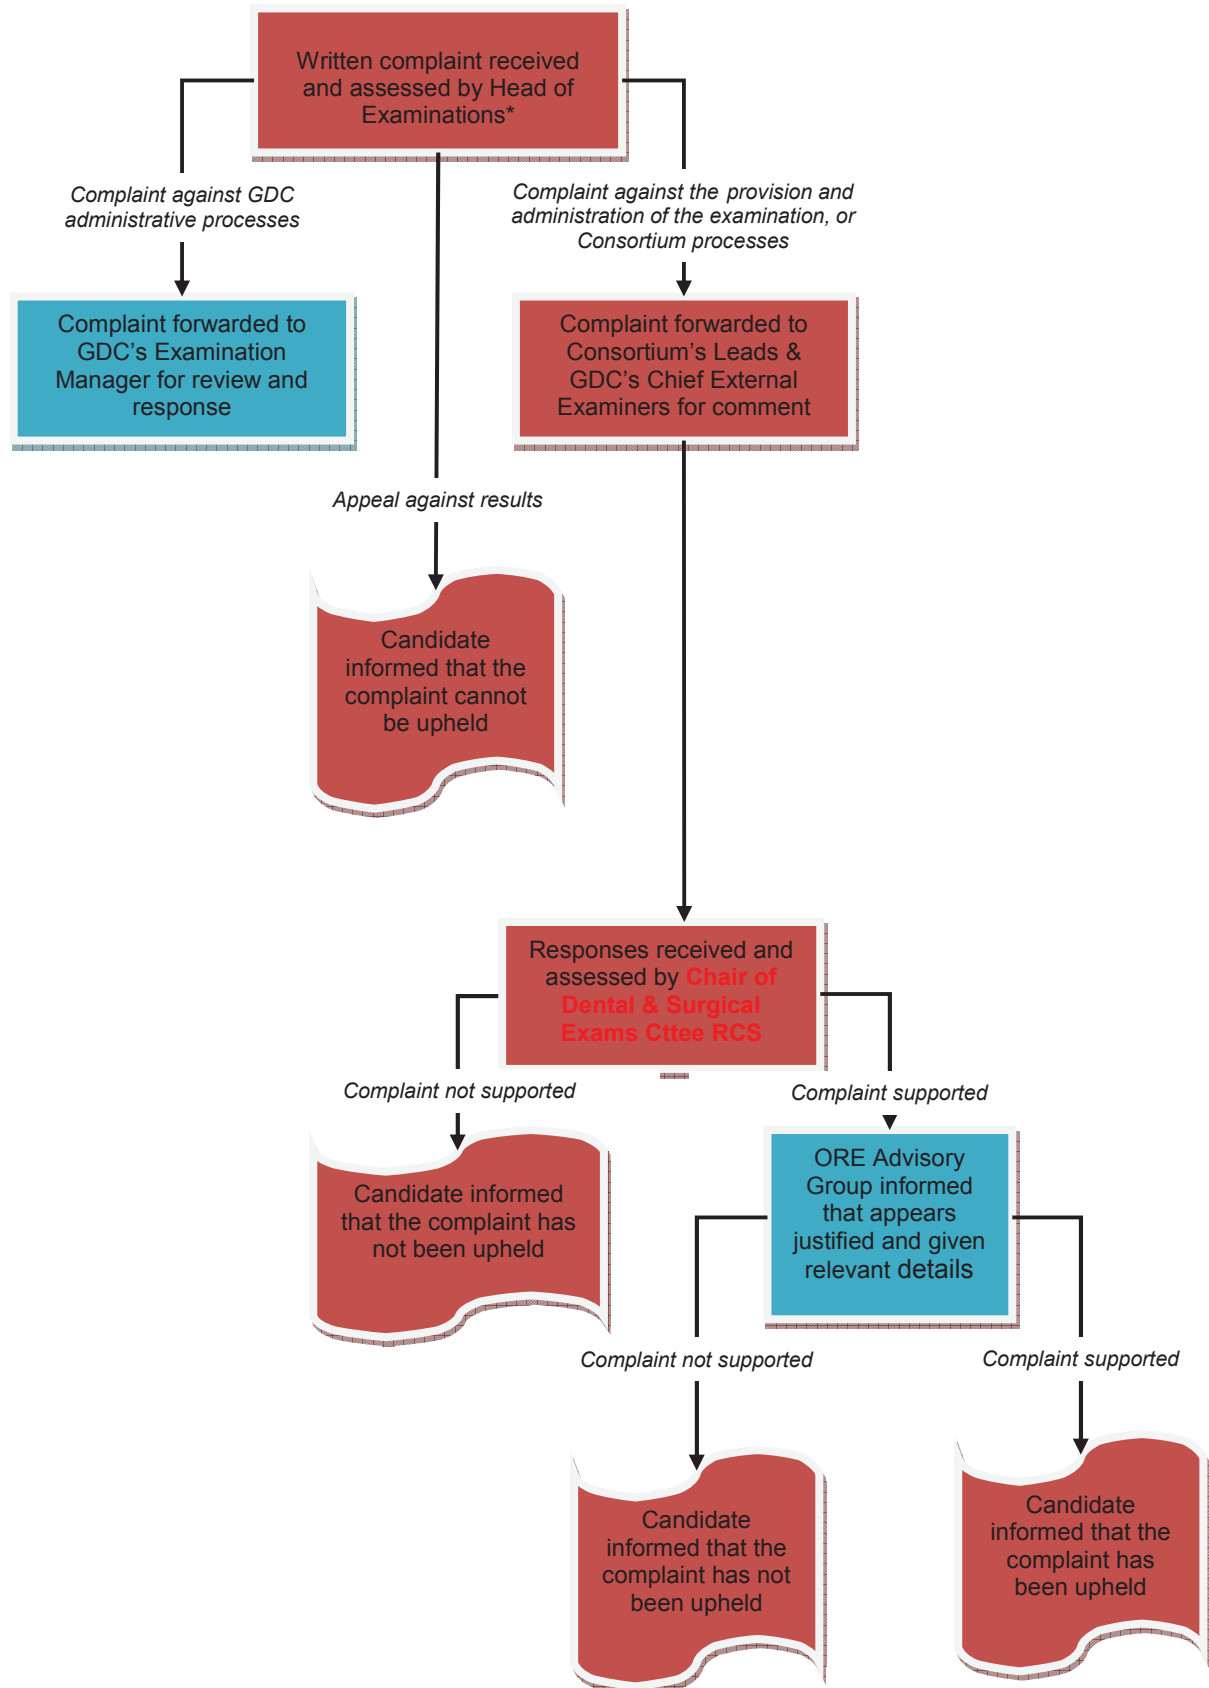 Written complaint received
and assessed by Head of
Examinations*
Complaint against GDC
administrative processes
Complaint against the provision and
administration of the examination, or
Consortium processes
Complaint forwarded to
GDC's Examination
Manager for review and
response
Complaint forwarded to
Consortium's Leads &
GDC's Chief External
Examiners for comment
Appeal against results
Candidate
informed that the
complaint cannot
be upheld
Responses received and
assessed by Chair of
Dental & Surgical
Exams Cttee RCS
Complaint not supported
Complaint supported
Candidate informed
that the complaint has
not been upheld
ORE Advisory
Group informed
that appears
justified and given
relevant details
Complaint not supported
Complaint supported
Candidate
informed that the
complaint has not
been upheld
Candidate
informed that the
complaint has
been upheld